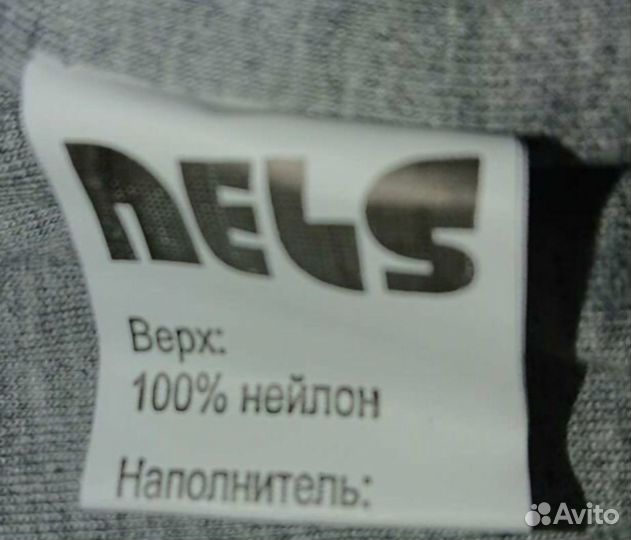 NELS
Верх:
100% нейлон
Наполнитель:
Avito